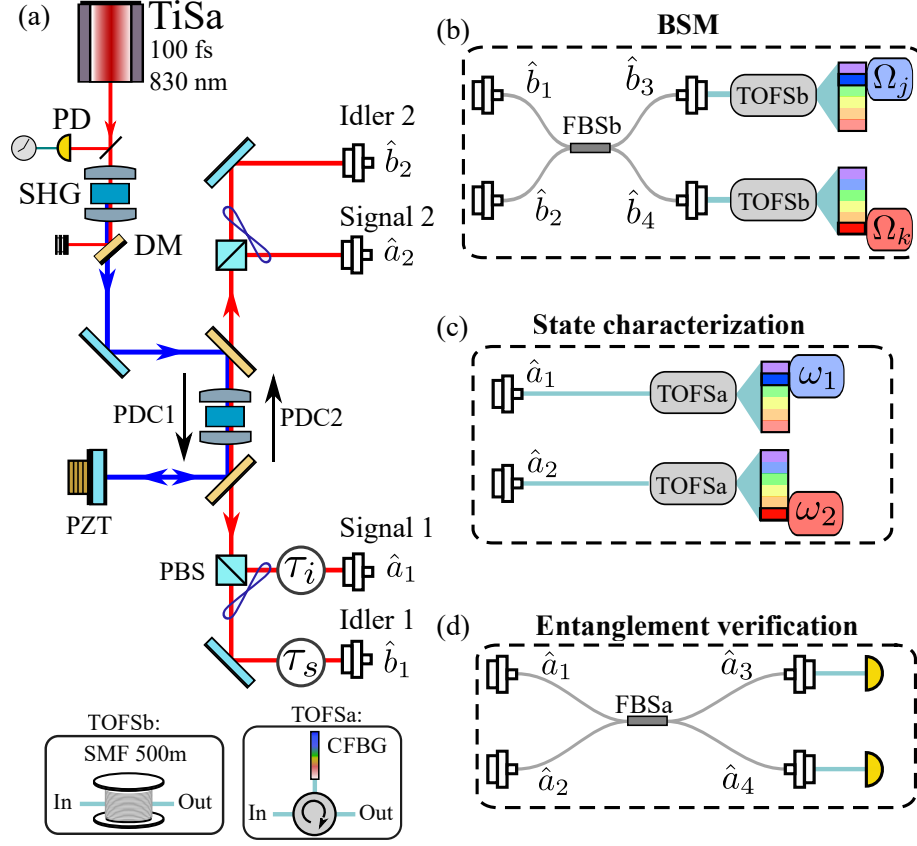 (a)
TiSa
100 fs
830 nm
PD
SHG
DM
Idler 2
b̂₂
Signal 2
â₂
PDC1
PDC2
PZT
PBS
Signal 1
τᵢ
â₁
Idler 1
τₛ
b̂₁
TOFSb:
SMF 500m
In
Out
TOFSa:
CFBG
In
Out
(b)
BSM
b̂₁
b̂₃
FBSb
TOFSb
Ωⱼ
b̂₂
b̂₄
TOFSb
Ωₖ
(c)
State characterization
â₁
TOFSa
ω₁
â₂
TOFSa
ω₂
(d)
Entanglement verification
â₁
â₃
FBSa
â₂
â₄